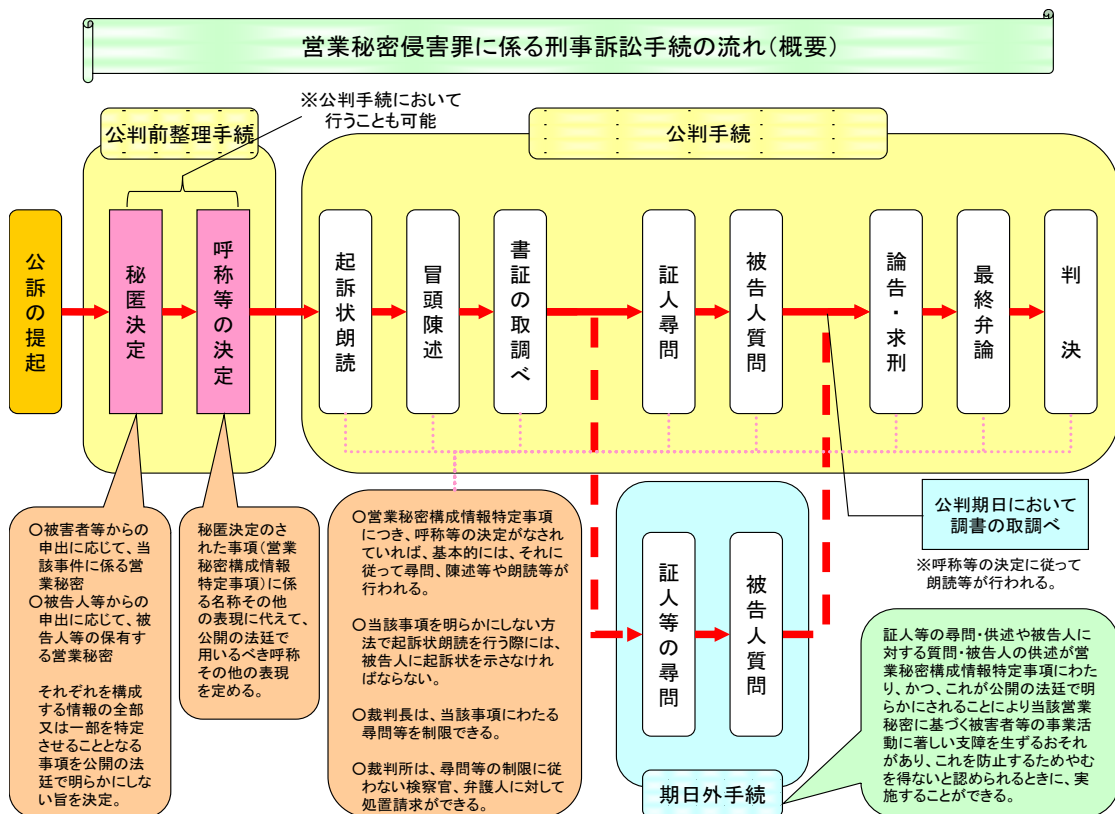 営業秘密侵害罪に係る刑事訴訟手続の流れ（概要）
※公判手続において
行うことも可能
公判前整理手続
公判手続
公訴の提起
秘匿決定
呼称等の決定
起訴状朗読
冒頭陳述
書証の取調べ
証人尋問
被告人質問
論告・求刑
最終弁論
判決
○被害者等からの
申出に応じて、当
該事件に係る営
業秘密
○被告人等からの
申出に応じて、被
告人等の保有す
る営業秘密
それぞれを構成
する情報の全部
又は一部を特定
させることとなる
事項を公開の法
廷で明らかにしな
い旨を決定。
秘匿決定のさ
れた事項（営業
秘密構成情報
特定事項）に係
る名称その他
の表現に代えて、
公開の法廷で
用いるべき呼称
その他の表現
を定める。
○営業秘密構成情報特定事項
につき、呼称等の決定がなされ
ていれば、基本的には、それに
従って尋問、陳述等や朗読等が
行われる。
○当該事項を明らかにしない方
法で起訴状朗読を行う際には、
被告人に起訴状を示さなけれ
ばならない。
○裁判長は、当該事項にわたる
尋問等を制限できる。
○裁判所は、尋問等の制限に従
わない検察官、弁護人に対して
処置請求ができる。
証人等の尋問
被告人質問
期日外手続
公判期日において
調書の取調べ
※呼称等の決定に従って
朗読等が行われる。
証人等の尋問・供述や被告人に
対する質問・被告人の供述が営
業秘密構成情報特定事項にわた
り、かつ、これが公開の法廷で明
らかにされることにより当該営業
秘密に基づく被害者等の事業活
動に著しい支障を生ずるおそれ
があり、これを防止するためやむ
を得ないと認められるときに、実
施することができる。